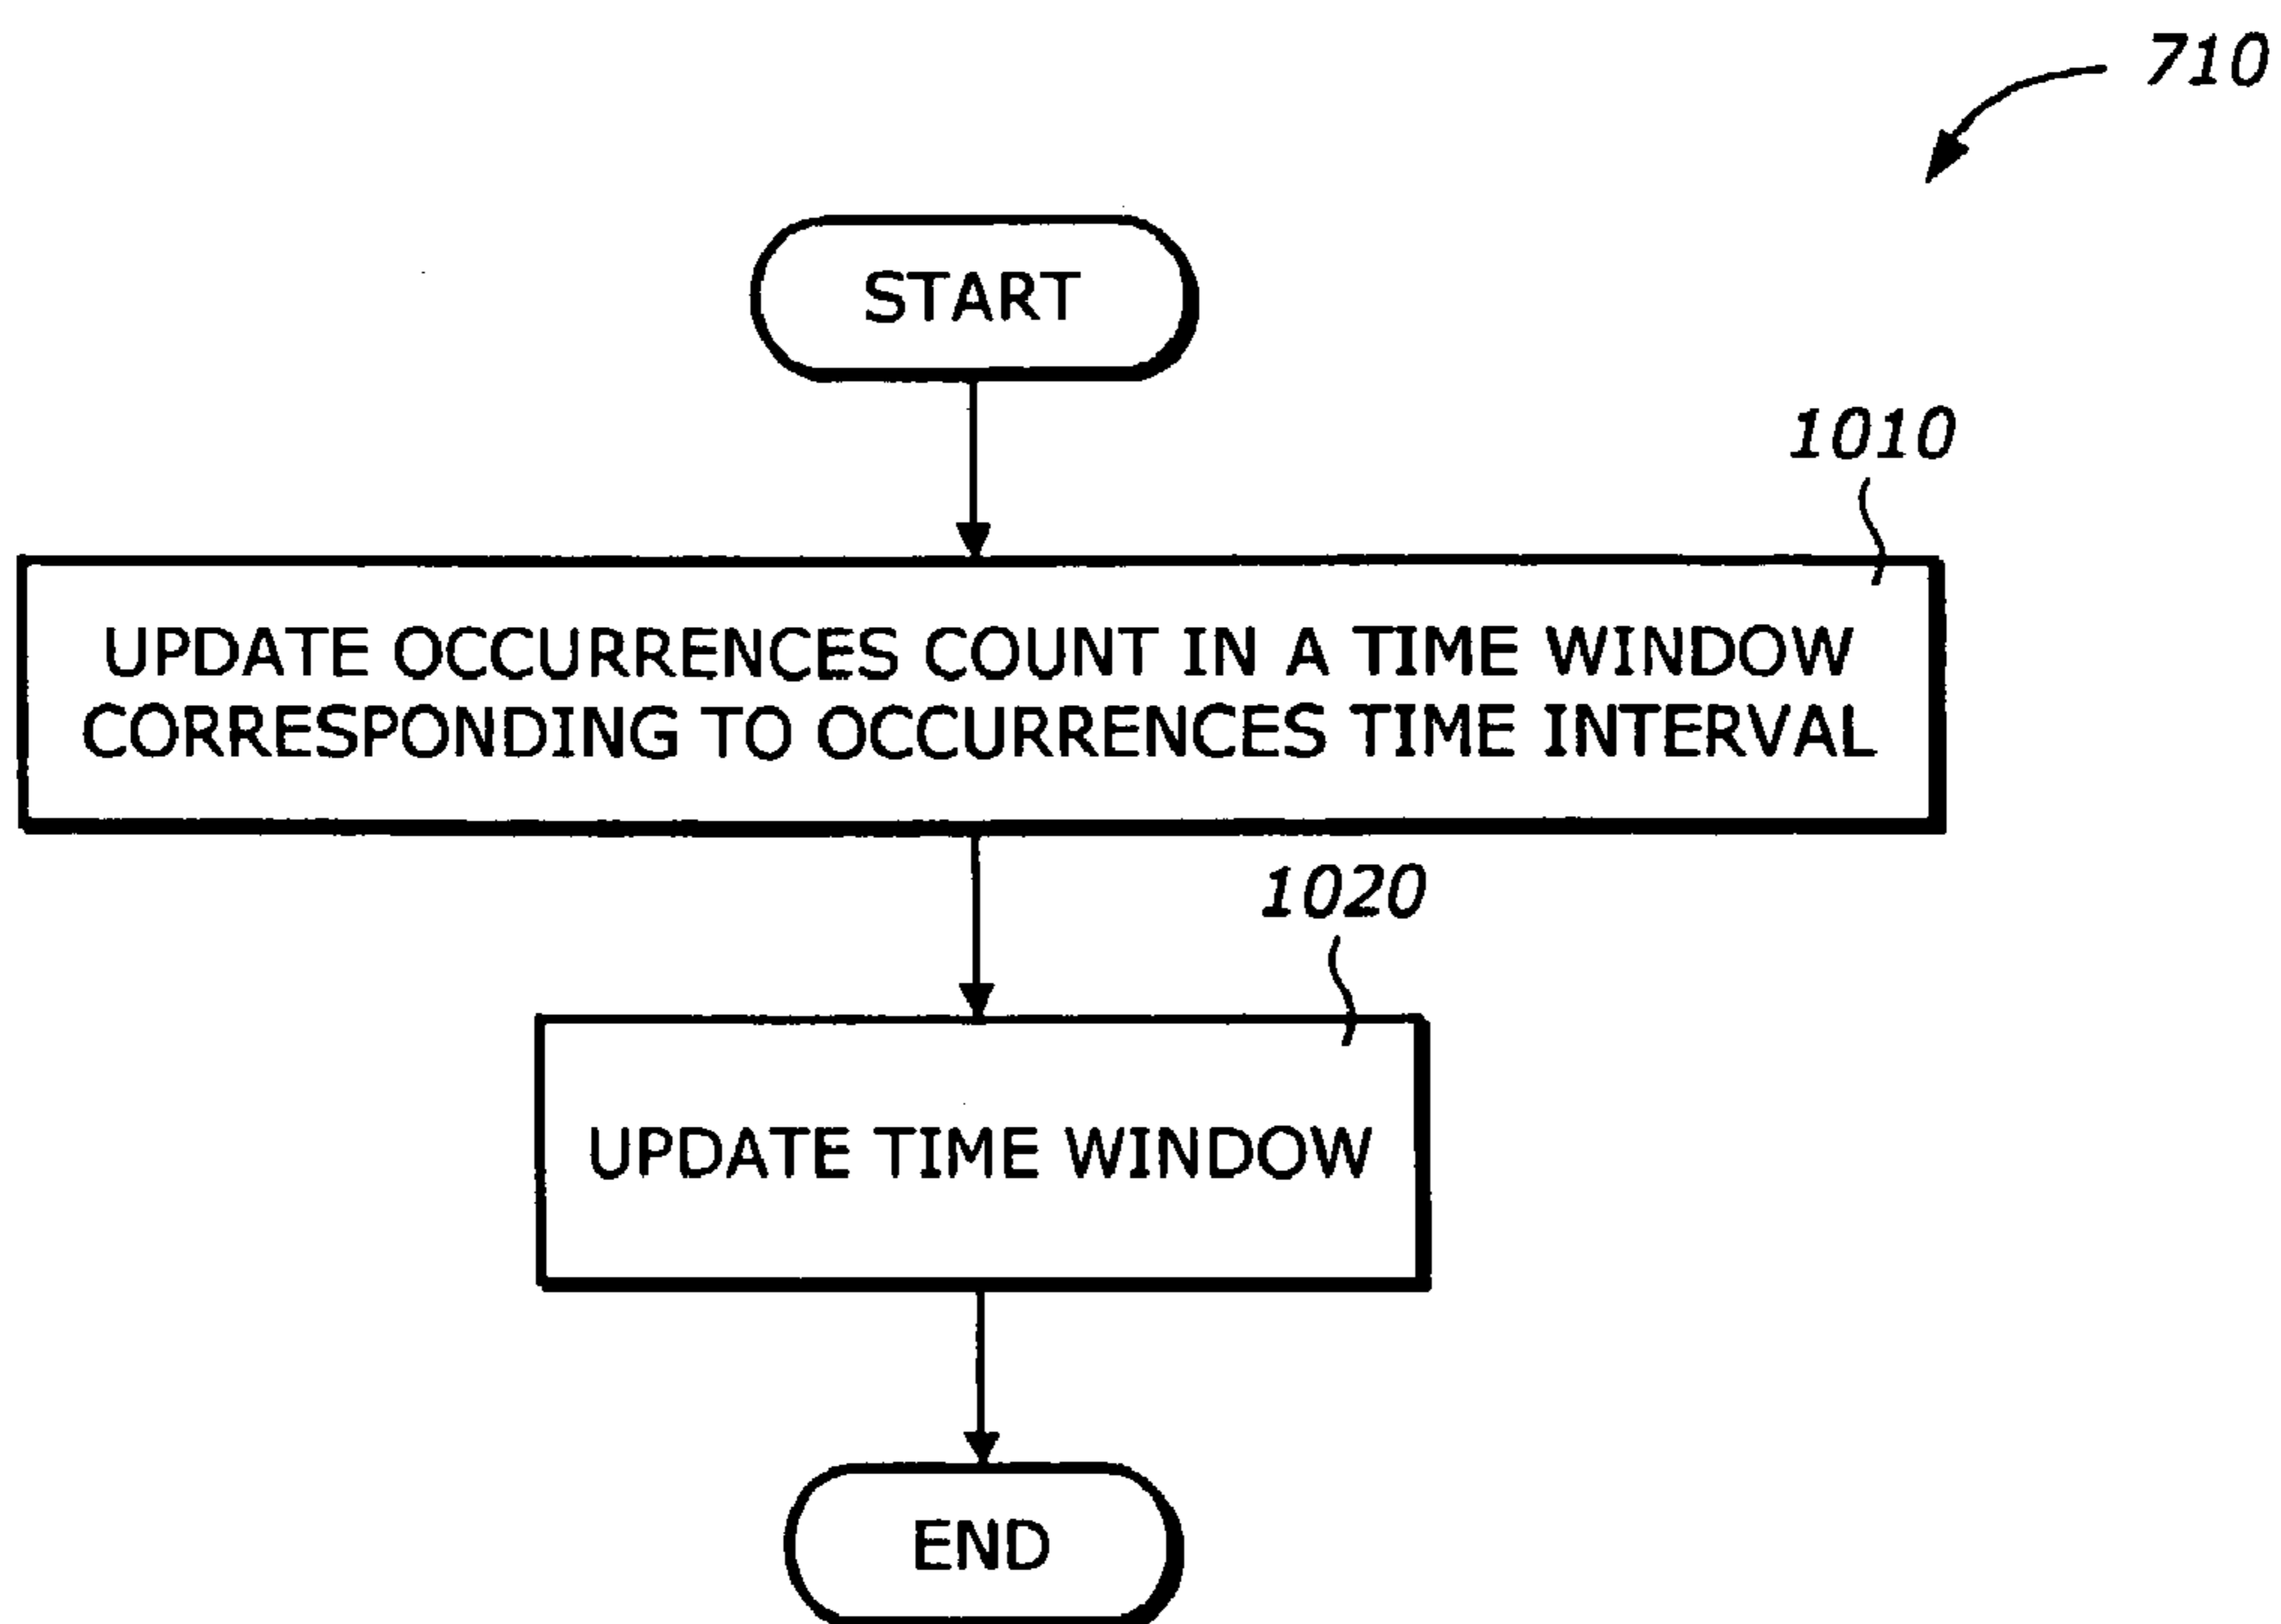 710
START
1010
UPDATE OCCURRENCES COUNT IN A TIME WINDOW
CORRESPONDING TO OCCURRENCES TIME INTERVAL
1020
UPDATE TIME WINDOW
END